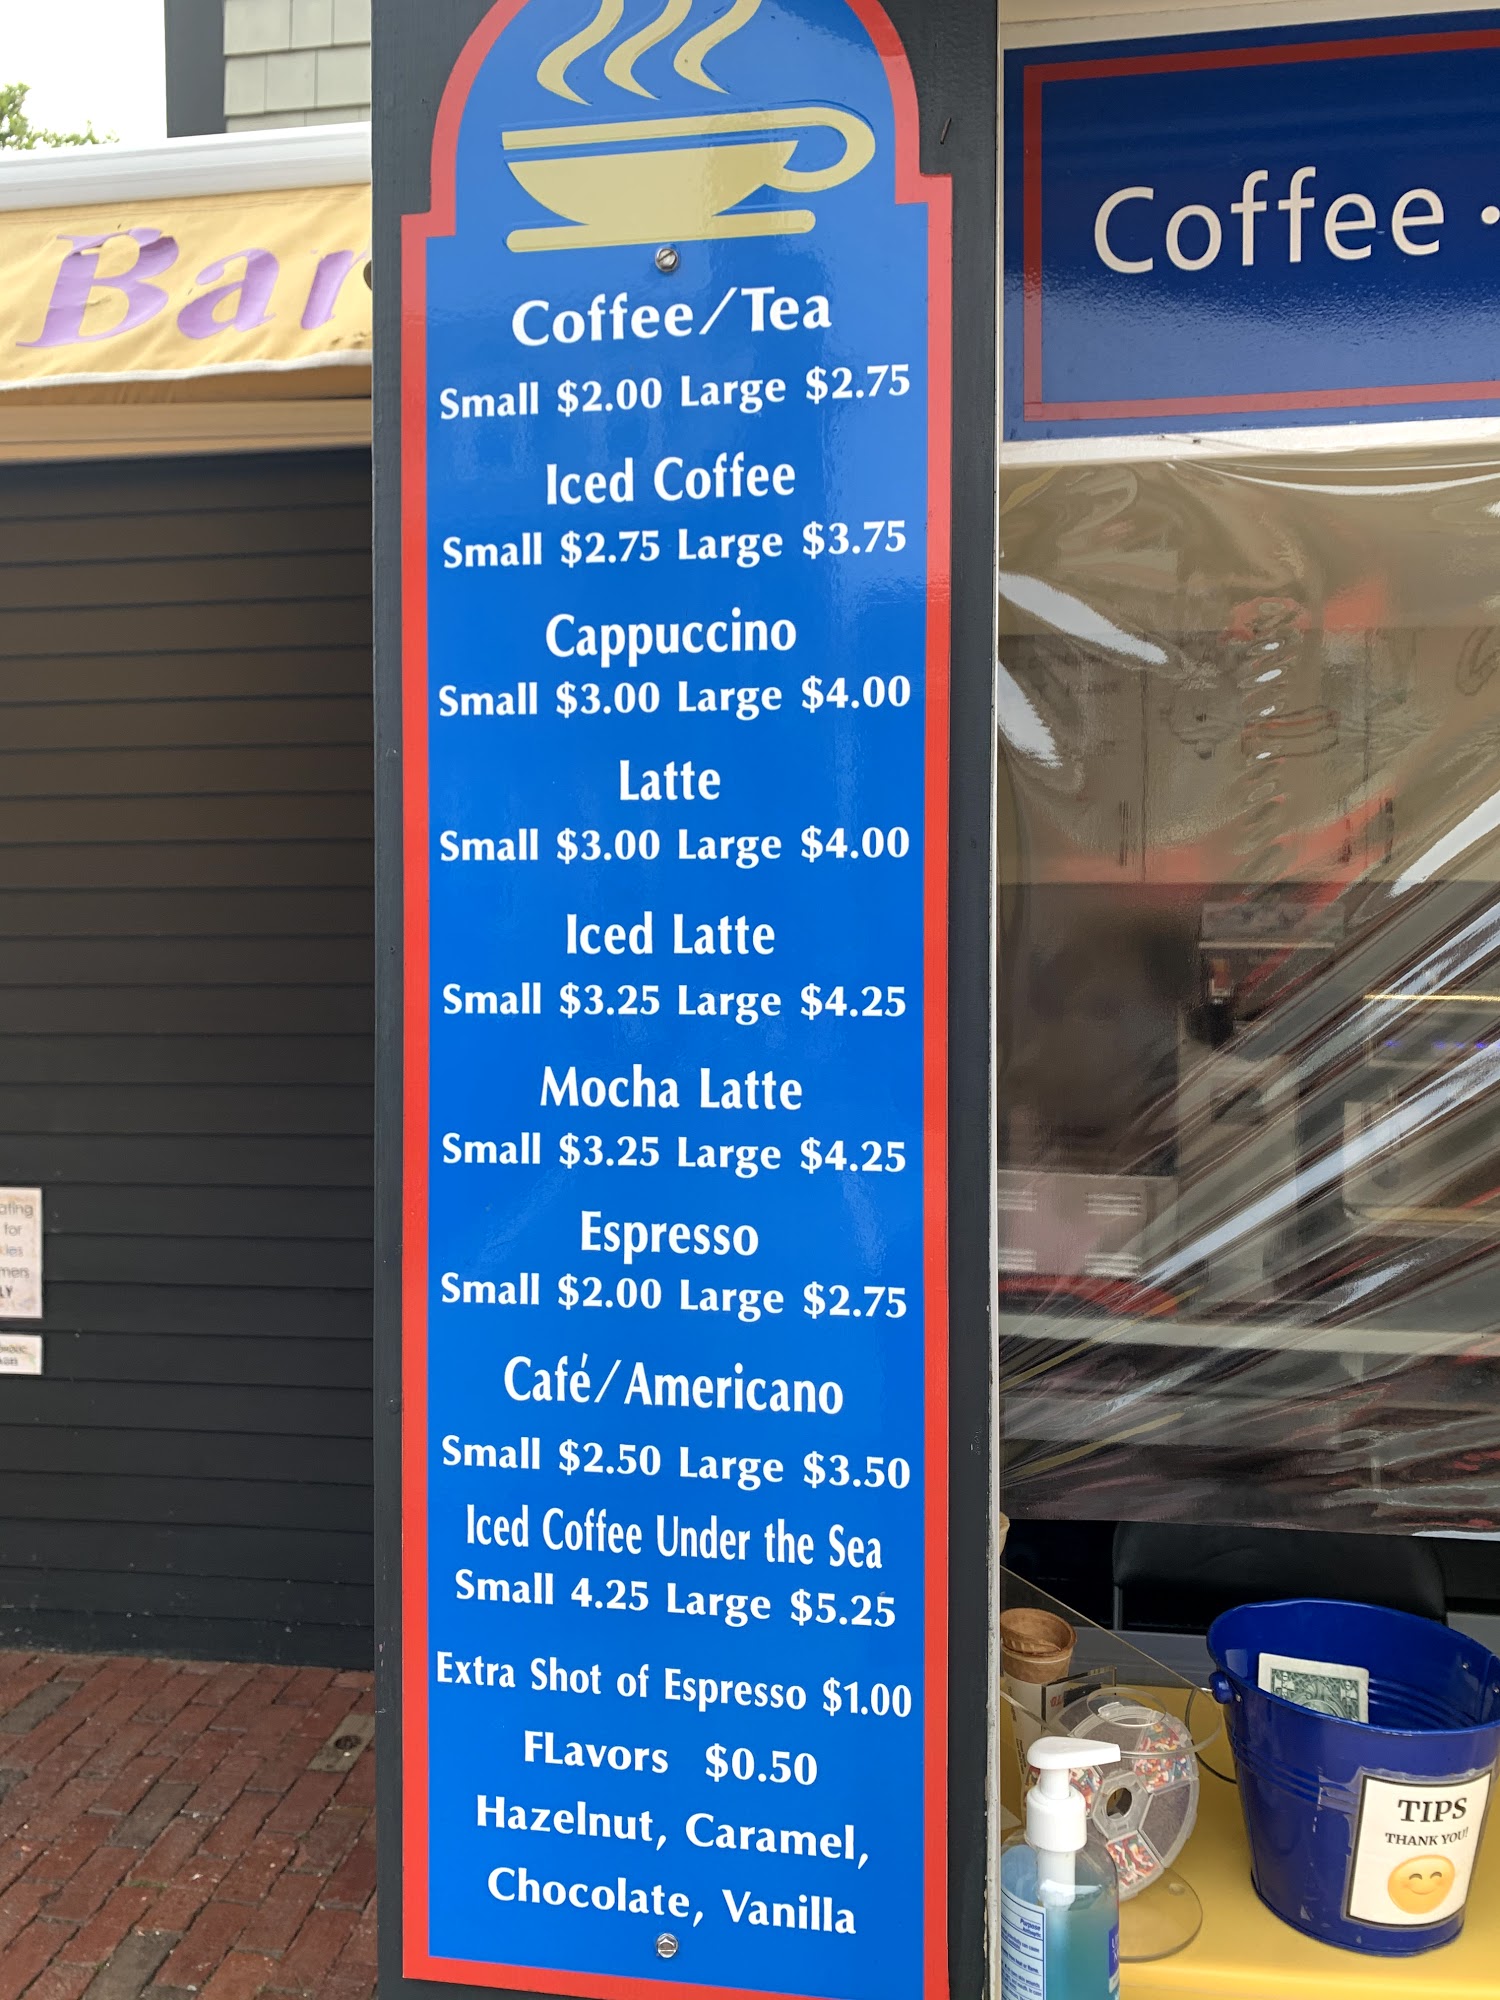 Bar
Coffee ·
Coffee/Tea
Small $2.00 Large $2.75
Iced Coffee
Small $2.75 Large $3.75
Cappuccino
Small $3.00 Large $4.00
Latte
Small $3.00 Large $4.00
Iced Latte
Small $3.25 Large $4.25
Mocha Latte
Small $3.25 Large $4.25
Espresso
Small $2.00 Large $2.75
Café/Americano
Small $2.50 Large $3.50
Iced Coffee Under the Sea
Small 4.25 Large $5.25
Extra Shot of Espresso $1.00
FLavors $0.50
Hazelnut, Caramel,
Chocolate, Vanilla
for
TIPS
THANK YOU!